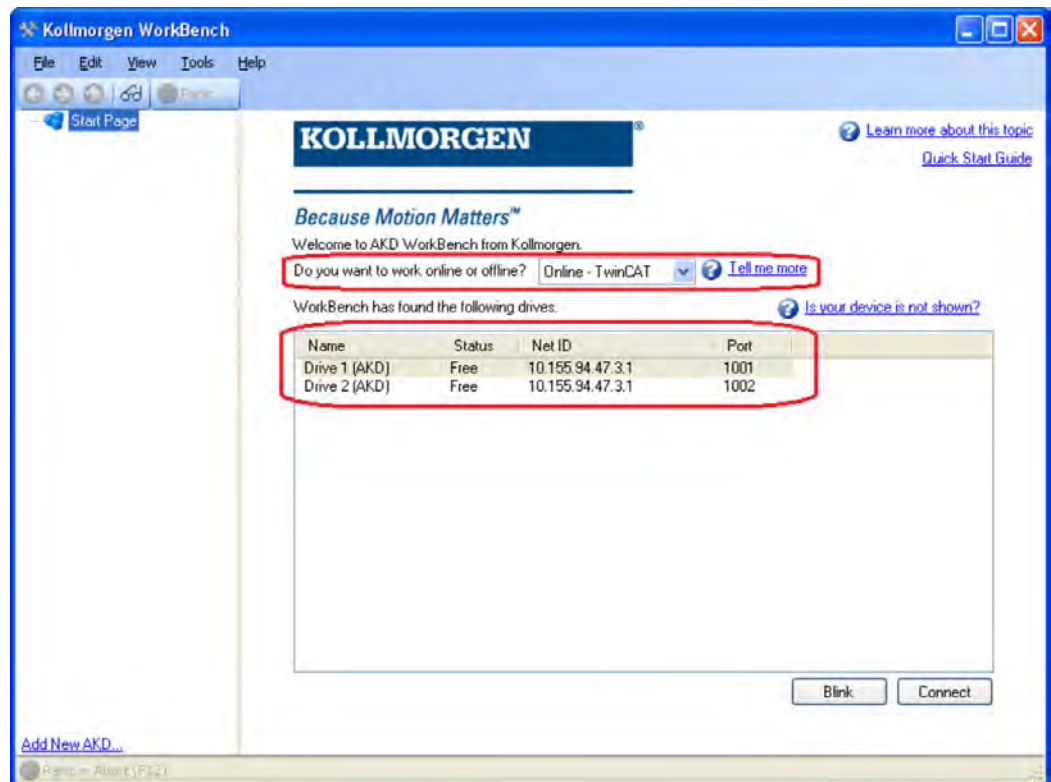 Kollmorgen WorkBench
File Edit View Tools Help
Start Page
KOLLMORGEN®
Learn more about this topic
Quick Start Guide
Because Motion Matters™
Welcome to AKD WorkBench from Kollmorgen.
Do you want to work online or offline? Online - TwinCAT Tell me more
WorkBench has found the following drives. Is your device is not shown?
Name Status Net ID Port
Drive 1 (AKD) Free 10.155.94.47.3.1 1001
Drive 2 (AKD) Free 10.155.94.47.3.1 1002
Blink Connect
Add New AKD...
(F12)